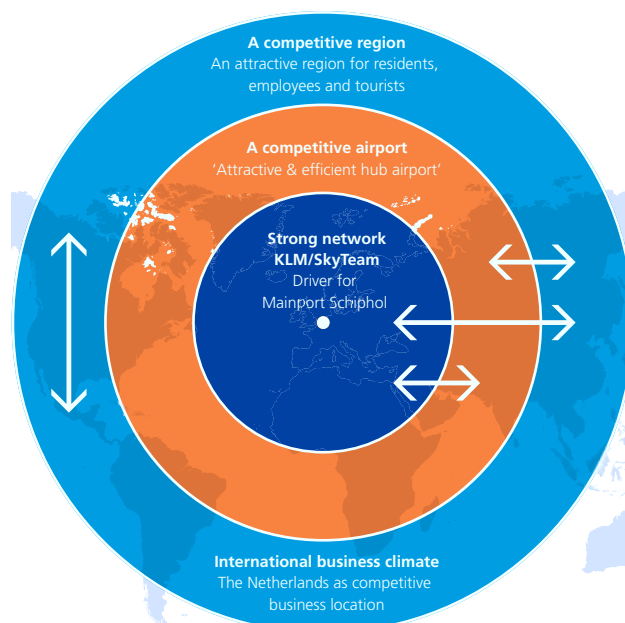 A competitive region
An attractive region for residents,
employees and tourists
A competitive airport
‘Attractive & efficient hub airport’
Strong network
KLM/SkyTeam
Driver for
Mainport Schiphol
International business climate
The Netherlands as competitive
business location